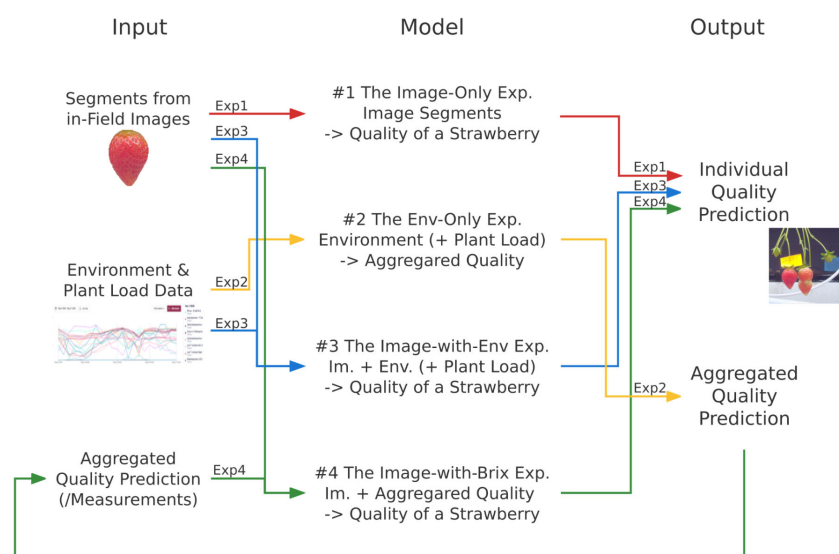 Input
Model
Output
Segments from
in-Field Images
Exp1
Exp3
Exp4
#1 The Image-Only Exp.
Image Segments
-> Quality of a Strawberry
Exp1
Exp3
Exp4
Individual
Quality
Prediction
#2 The Env-Only Exp.
Environment (+ Plant Load)
-> Aggregared Quality
Environment &
Plant Load Data
Exp2
Exp3
#3 The Image-with-Env Exp.
Im. + Env. (+ Plant Load)
-> Quality of a Strawberry
Exp2
Aggregated
Quality
Prediction
Aggregated
Quality Prediction
(/Measurements)
Exp4
#4 The Image-with-Brix Exp.
Im. + Aggregared Quality
-> Quality of a Strawberry